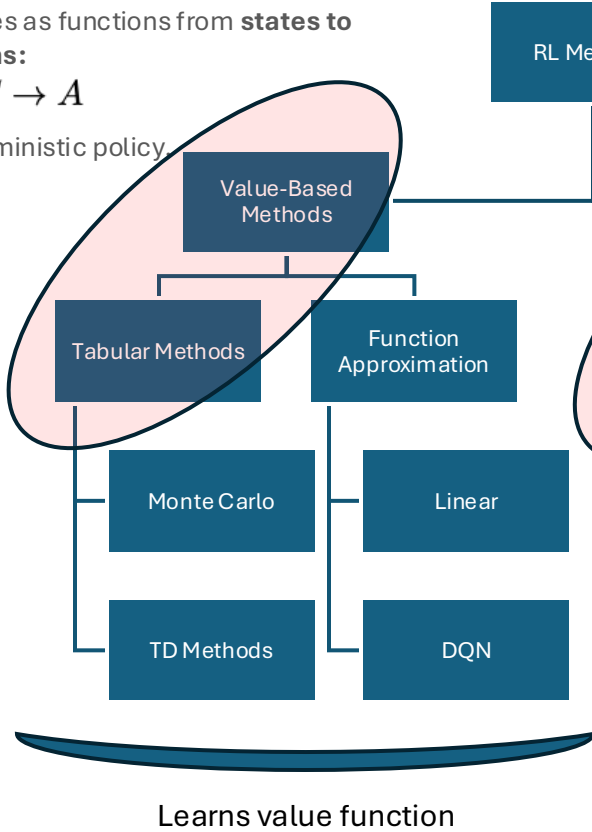 es as functions from states to
ns:
→ A
ministic policy.
RL Me
Value-Based
Methods
Tabular Methods
Function
Approximation
Monte Carlo
Linear
TD Methods
DQN
Learns value function